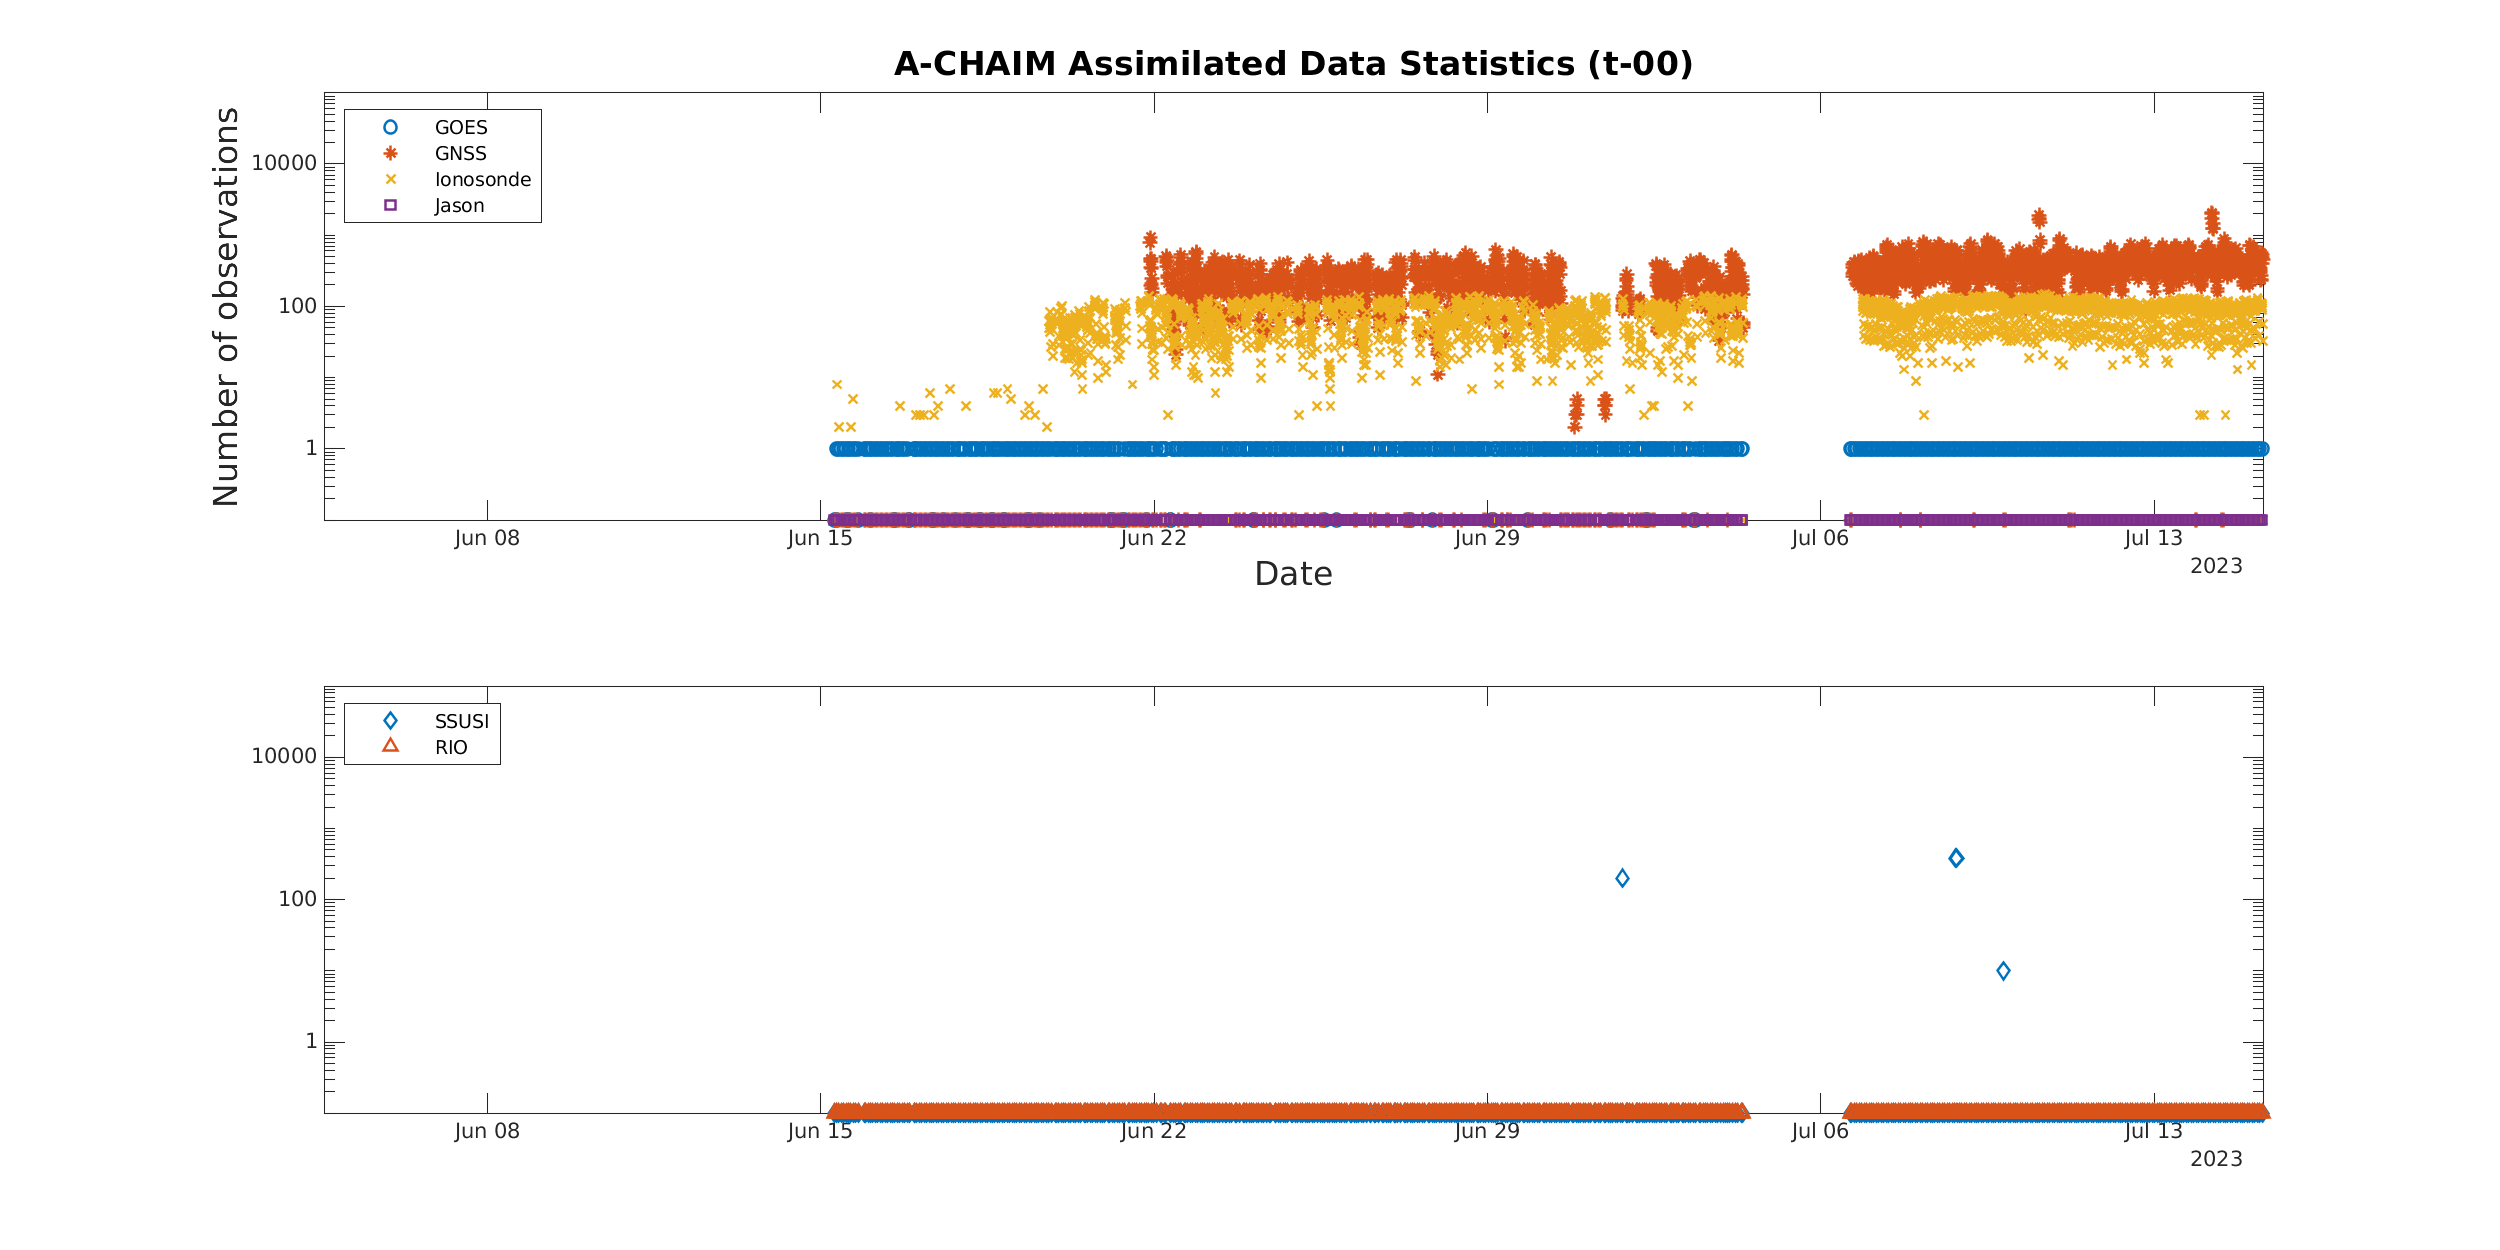 A-CHAIM Assimilated Data Statistics (t-00)
Number of observations
GOES
GNSS
Ionosonde
Jason
10000
100
1
Jun 08 Jun 15 Jun 22 Jun 29 Jul 06 Jul 13
2023
Date
SSUSI
RIO
10000
100
1
Jun 08 Jun 15 Jun 22 Jun 29 Jul 06 Jul 13
2023